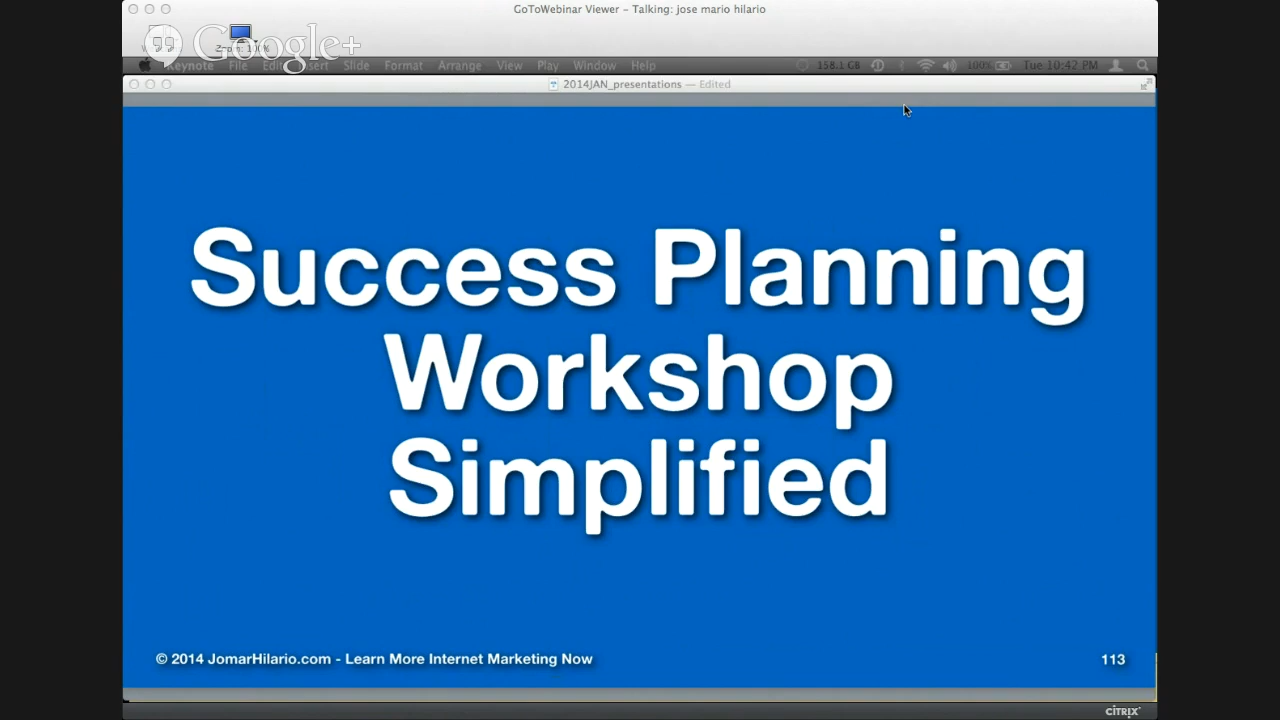 GoToWebinar Viewer – Talking: jose mario hilario
Google+
Zoom: 100%
Keynote File Edit Insert Slide Format Arrange View Play Window Help 158.1 GB 100% Tue 10:42 PM
2014JAN_presentations — Edited
Success Planning
Workshop
Simplified
© 2014 JomarHilario.com - Learn More Internet Marketing Now
113
CITRIX